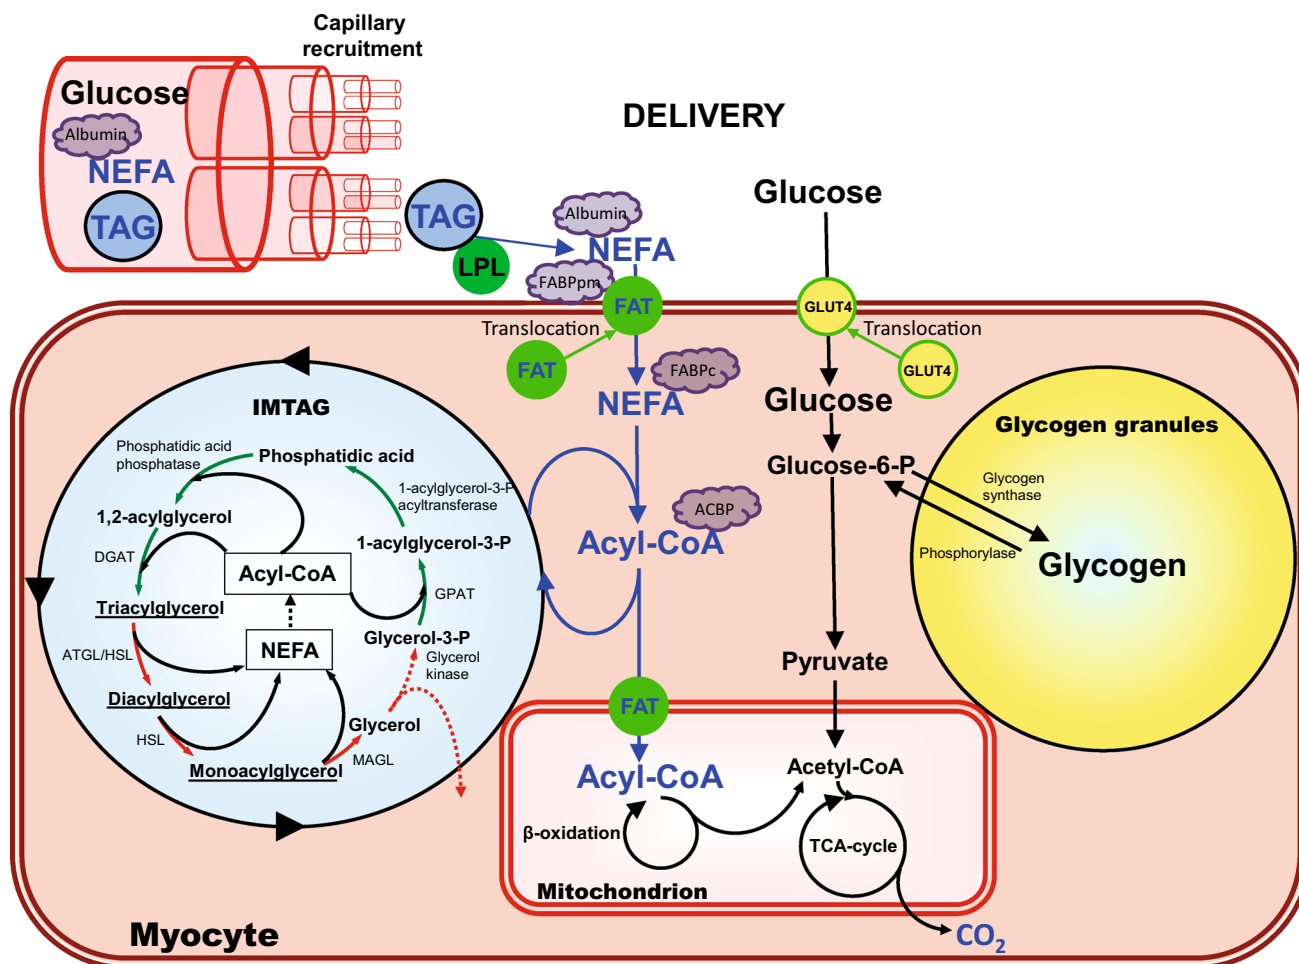 Capillary
recruitment
Glucose
Albumin
NEFA
TAG
DELIVERY
TAG
LPL
Albumin
NEFA
FABPpm
FAT
Translocation
FAT
Glucose
GLUT4
Translocation
GLUT4
FABPc
NEFA
Glucose
Glucose-6-P
ACBP
Acyl-CoA
IMTAG
Phosphatidic acid
phosphatase
Phosphatidic acid
1-acylglycerol-3-P
acyltransferase
1,2-acylglycerol
1-acylglycerol-3-P
DGAT
Acyl-CoA
GPAT
Triacylglycerol
NEFA
Glycerol-3-P
Glycerol
kinase
ATGL/HSL
Diacylglycerol
Glycerol
HSL
MAGL
Monoacylglycerol
Glycogen granules
Glycogen
synthase
Phosphorylase
Glycogen
Pyruvate
FAT
Acyl-CoA
Acetyl-CoA
β-oxidation
TCA-cycle
Mitochondrion
CO₂
Myocyte